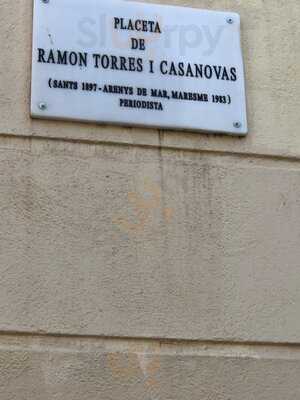 PLACETA
DE
RAMON TORRES I CASANOVAS
(SANTS 1897 - ARENYS DE MAR, MARESME 1983)
PERIODISTA